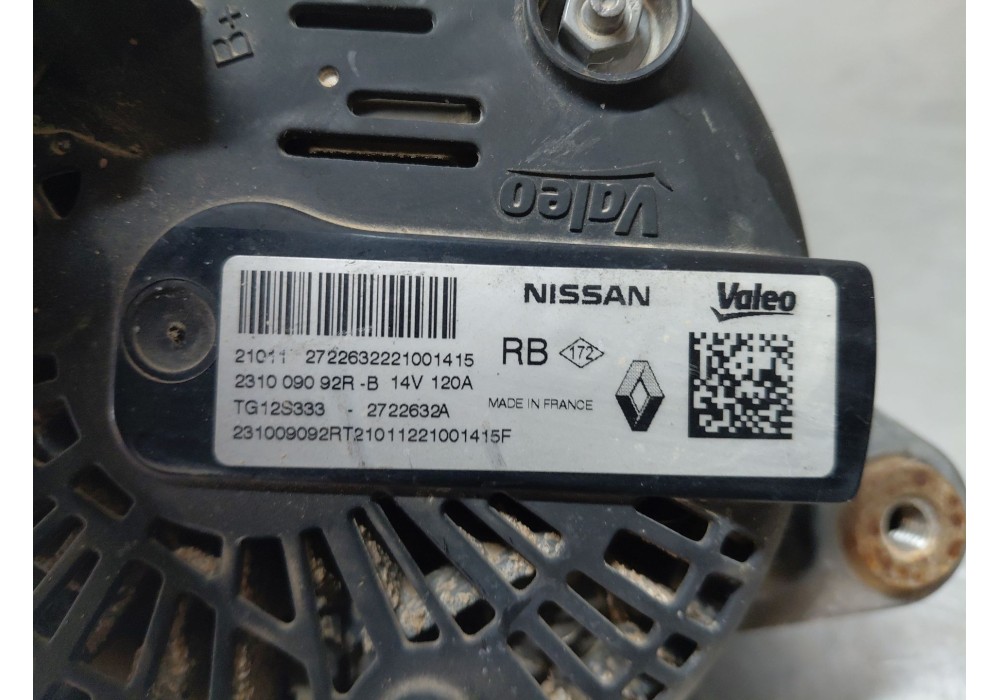 B+
Valeo
NISSAN
Valeo
21011 2722632221001415
2310 090 92R -B 14V 120A
TG12S333 - 2722632A
231009092RT21011221001415F
RB
172
MADE IN FRANCE